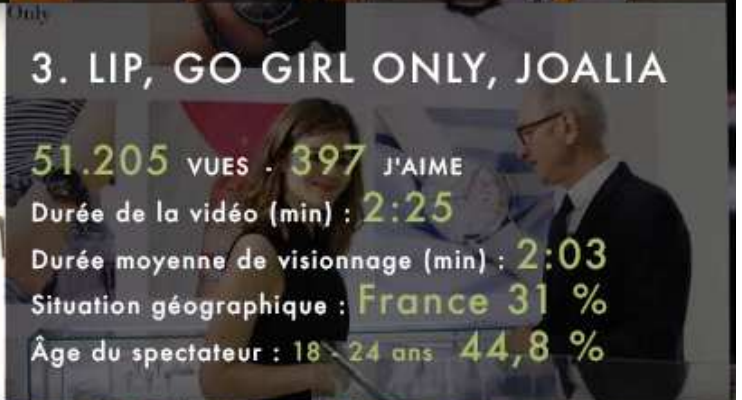 Only
3. LIP, GO GIRL ONLY, JOALIA
51.205 VUES - 397 J'AIME
Durée de la vidéo (min) : 2:25
Durée moyenne de visionnage (min) : 2:03
Situation géographique : France 31 %
Âge du spectateur : 18 - 24 ans 44,8 %